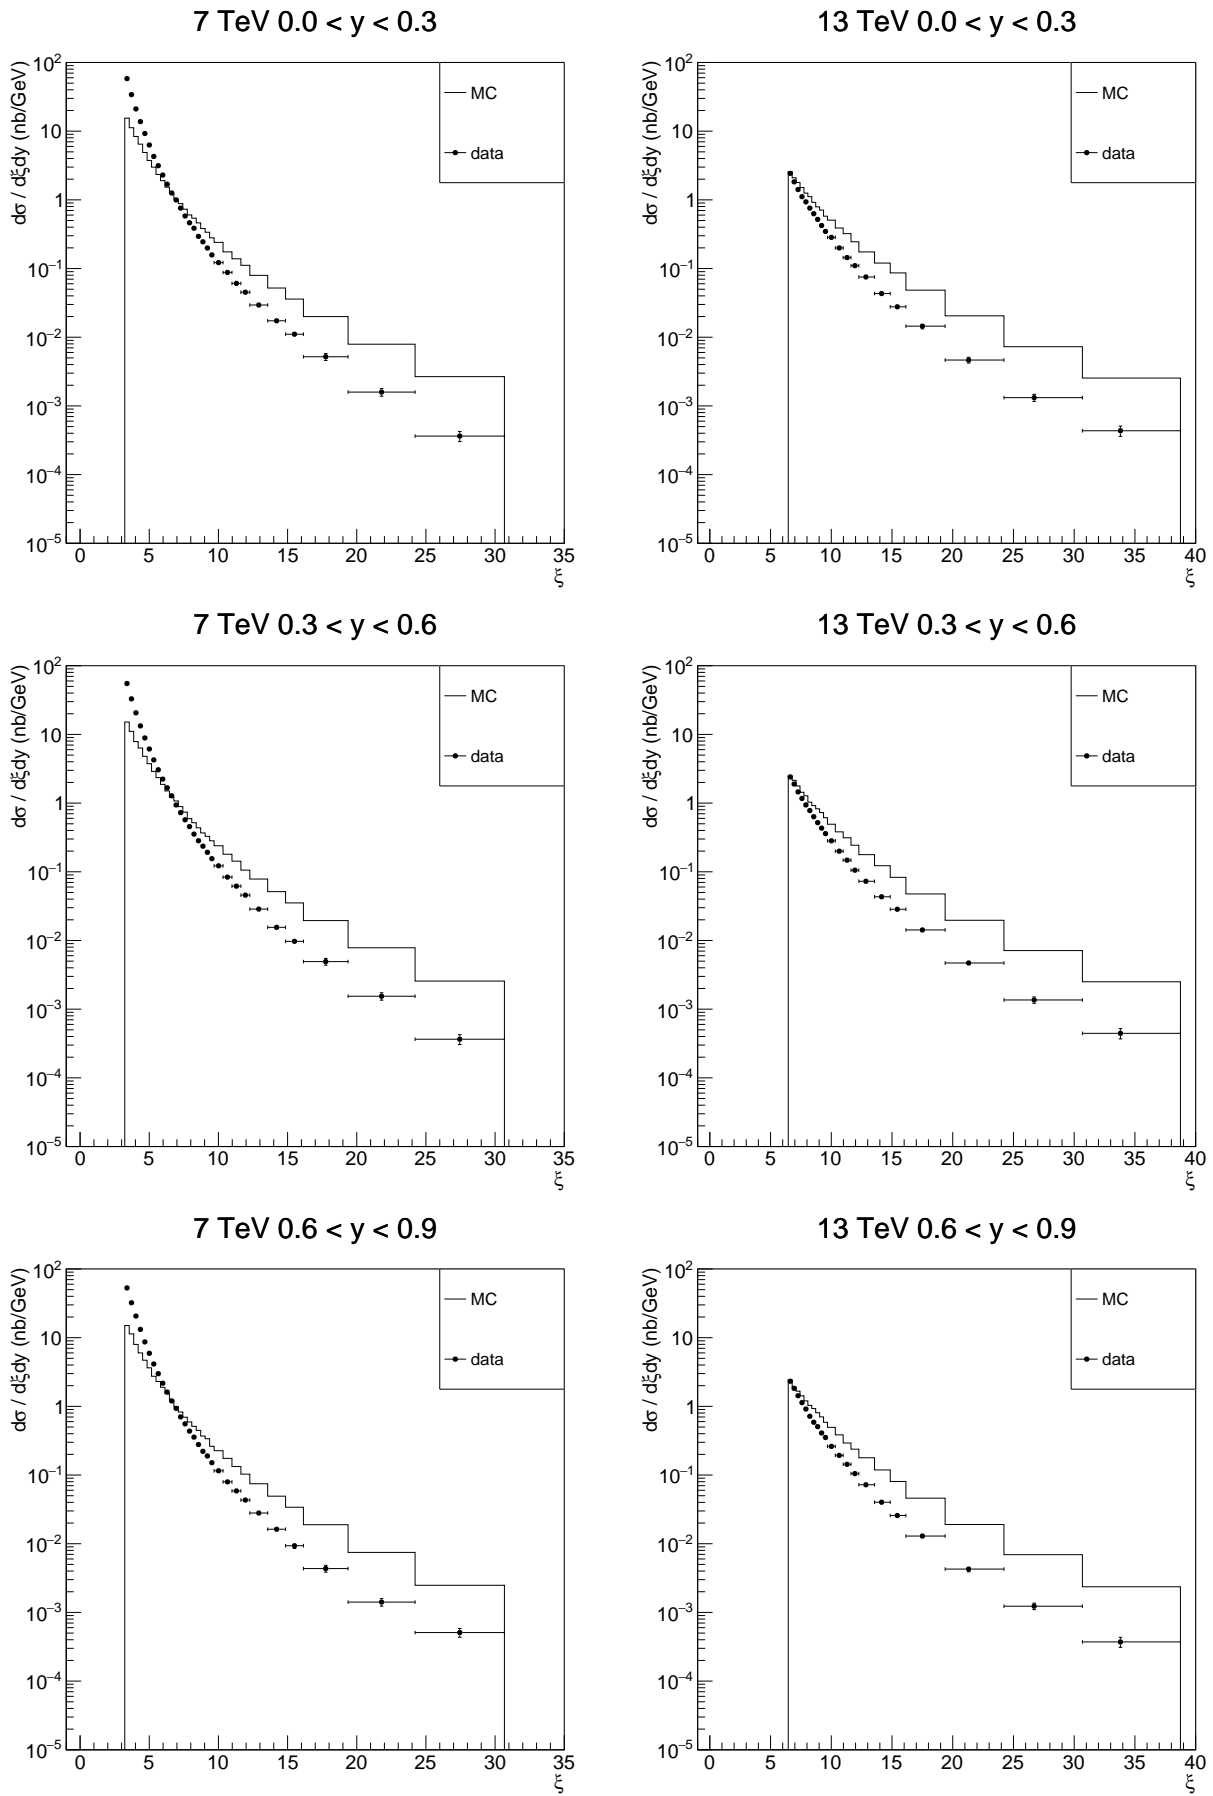 7 TeV 0.0 < y < 0.3
dσ / dξdy (nb/GeV)
10²
10
1
10⁻¹
10⁻²
10⁻³
10⁻⁴
10⁻⁵
MC
data
0 5 10 15 20 25 30 35
ξ
13 TeV 0.0 < y < 0.3
dσ / dξdy (nb/GeV)
10²
10
1
10⁻¹
10⁻²
10⁻³
10⁻⁴
10⁻⁵
MC
data
0 5 10 15 20 25 30 35 40
ξ
7 TeV 0.3 < y < 0.6
dσ / dξdy (nb/GeV)
10²
10
1
10⁻¹
10⁻²
10⁻³
10⁻⁴
10⁻⁵
MC
data
0 5 10 15 20 25 30 35
ξ
13 TeV 0.3 < y < 0.6
dσ / dξdy (nb/GeV)
10²
10
1
10⁻¹
10⁻²
10⁻³
10⁻⁴
10⁻⁵
MC
data
0 5 10 15 20 25 30 35 40
ξ
7 TeV 0.6 < y < 0.9
dσ / dξdy (nb/GeV)
10²
10
1
10⁻¹
10⁻²
10⁻³
10⁻⁴
10⁻⁵
MC
data
0 5 10 15 20 25 30 35
ξ
13 TeV 0.6 < y < 0.9
dσ / dξdy (nb/GeV)
10²
10
1
10⁻¹
10⁻²
10⁻³
10⁻⁴
10⁻⁵
MC
data
0 5 10 15 20 25 30 35 40
ξ